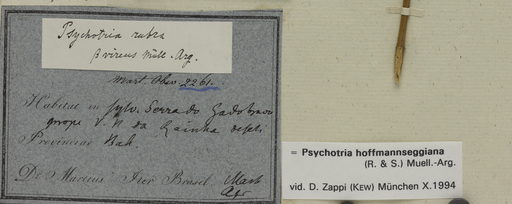 Psychotria rubra
β virens Müll.-Arg.
Mart. Obs. 2261.
Habitat in sylv. Serra do
prope V. N. da Rainha
Provinciae Bah.
Dr. Martius Iter Brasil. Mart
= Psychotria hoffmannseggiana
(R. & S.) Muell.-Arg.
vid. D. Zappi (KEW) München X.1994